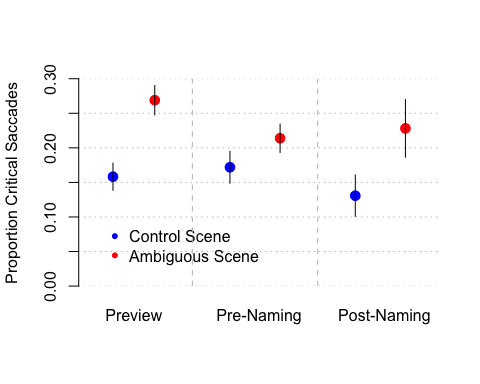 Proportion Critical Saccades
0.30
0.20
0.10
0.00
Control Scene
Ambiguous Scene
Preview Pre-Naming Post-Naming